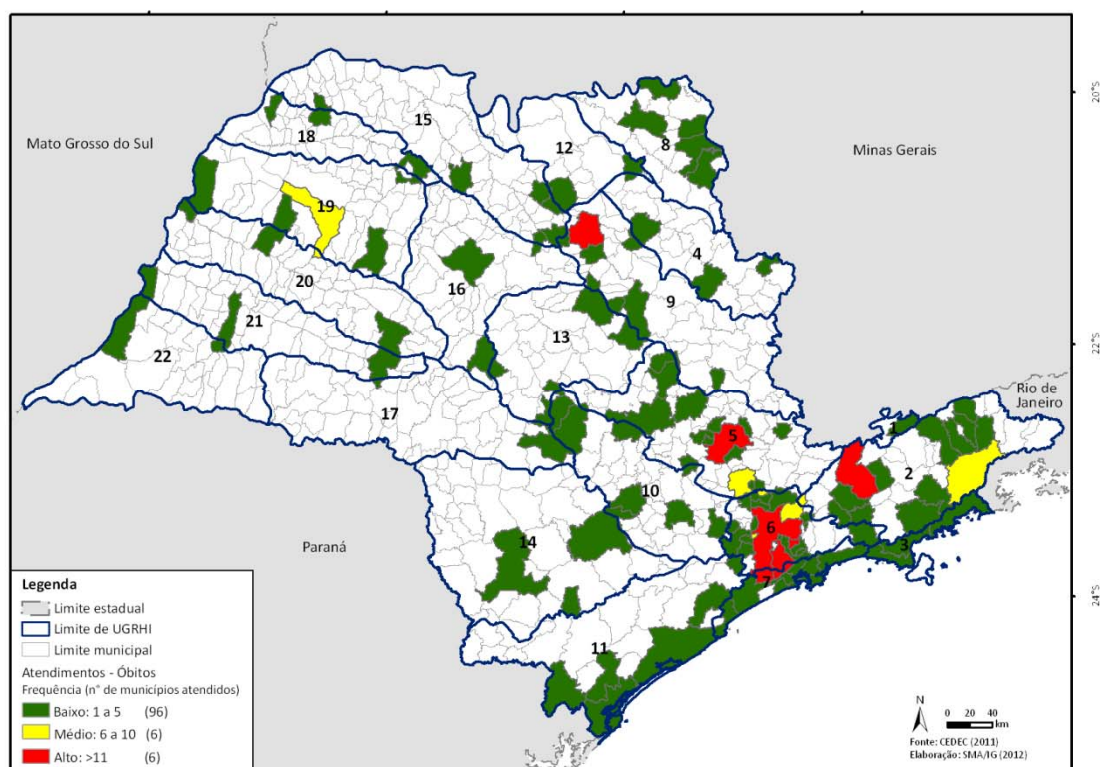 Mato Grosso do Sul
Minas Gerais
Rio de
Janeiro
Paraná
15
18
12
8
19
4
20
16
9
21
13
22
17
5
1
2
10
6
3
14
7
11
20°S
22°S
24°S
Legenda
Limite estadual
Limite de UGRHI
Limite municipal
Atendimentos - Óbitos
Frequência (n° de municípios atendidos)
Baixo: 1 a 5 (96)
Médio: 6 a 10 (6)
Alto: >11 (6)
N
0 20 40
km
Fonte: CEDEC (2011)
Elaboração: SMA/IG (2012)